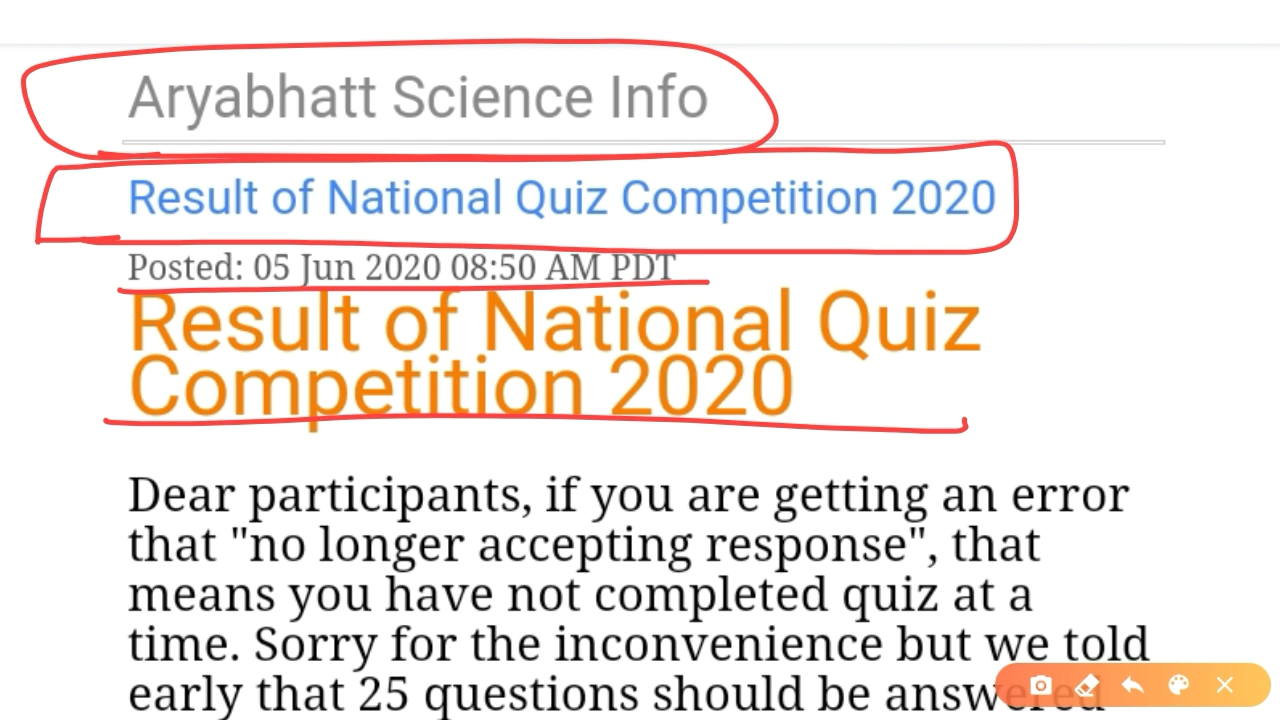 Aryabhatt Science Info
Result of National Quiz Competition 2020
Posted: 05 Jun 2020 08:50 AM PDT
Result of National Quiz
Competition 2020
Dear participants, if you are getting an error
that "no longer accepting response", that
means you have not completed quiz at a
time. Sorry for the inconvenience but we told
early that 25 questions should be answered